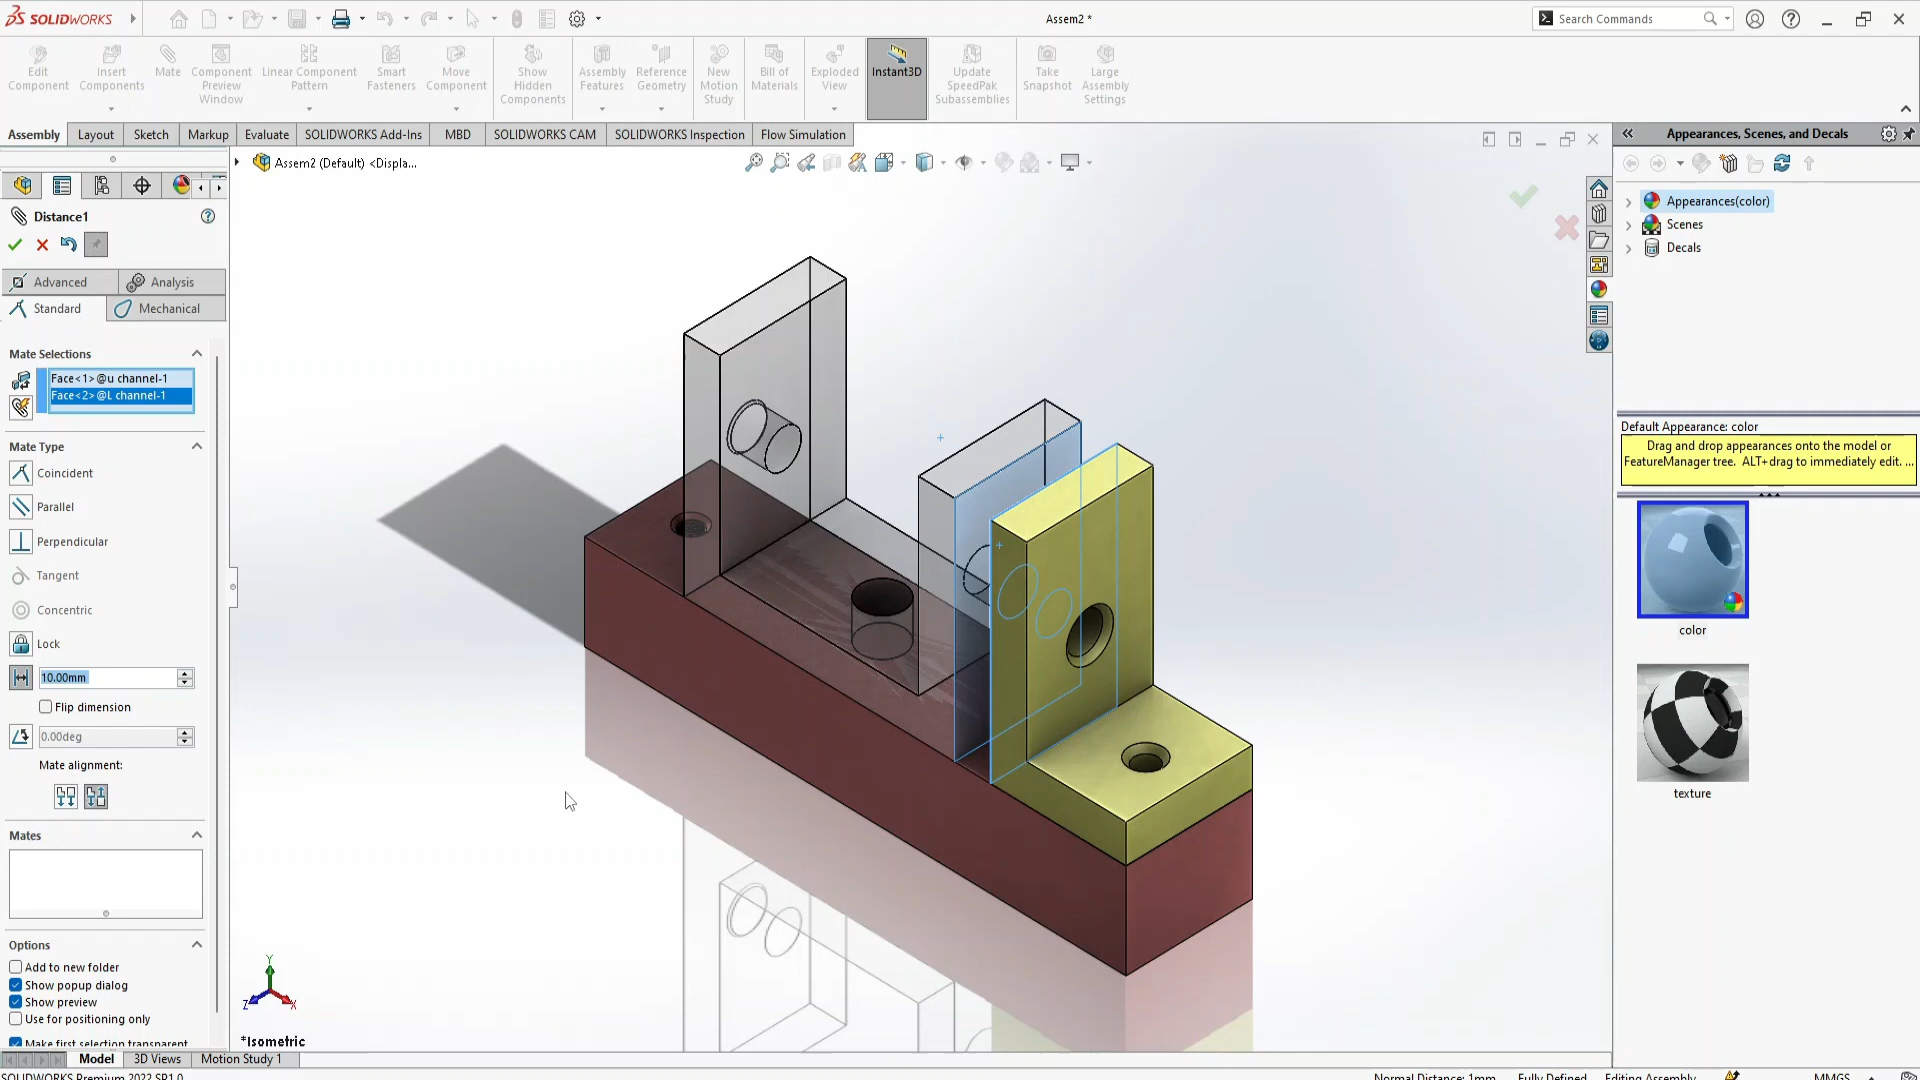 SOLIDWORKS
Assem2 *
Search Commands
Edit Component
Insert Components
Mate
Component Preview Window
Linear Component Pattern
Smart Fasteners
Move Component
Show Hidden Components
Assembly Features
Reference Geometry
New Motion Study
Bill of Materials
Exploded View
Instant3D
Update SpeedPak Subassemblies
Take Snapshot
Large Assembly Settings
Assembly
Layout
Sketch
Markup
Evaluate
SOLIDWORKS Add-Ins
MBD
SOLIDWORKS CAM
SOLIDWORKS Inspection
Flow Simulation
Assem2 (Default) <Displa...
Distance1
Advanced
Analysis
Standard
Mechanical
Mate Selections
Face<1>@u channel-1
Face<2>@L channel-1
Mate Type
Coincident
Parallel
Perpendicular
Tangent
Concentric
Lock
10.00mm
Flip dimension
0.00deg
Mate alignment:
Mates
Options
Add to new folder
Show popup dialog
Show preview
Use for positioning only
Make first selection transparent
Y
Z
X
*Isometric
Model
3D Views
Motion Study 1
SOLIDWORKS Premium 2022 SP1.0
Normal Distance: 1mm
Fully Defined
Editing Assembly
MMGS
Appearances, Scenes, and Decals
Appearances(color)
Scenes
Decals
Default Appearance: color
Drag and drop appearances onto the model or
FeatureManager tree. ALT+drag to immediately edit. ...
color
texture